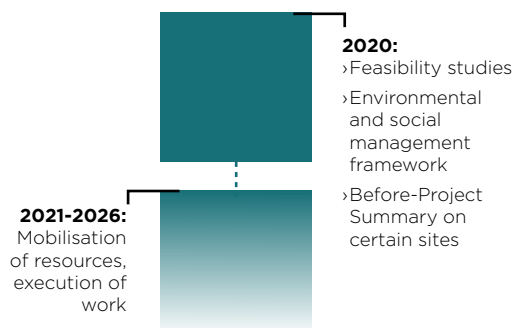 2020:
›Feasibility studies
›Environmental
and social
management
framework
›Before-Project
Summary on
certain sites
2021-2026:
Mobilisation
of resources,
execution of
work